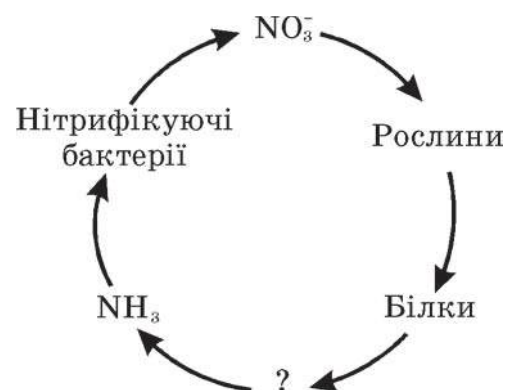 NO₃⁻
Нітрифікуючі
бактерії
Рослини
NH₃
Білки
?